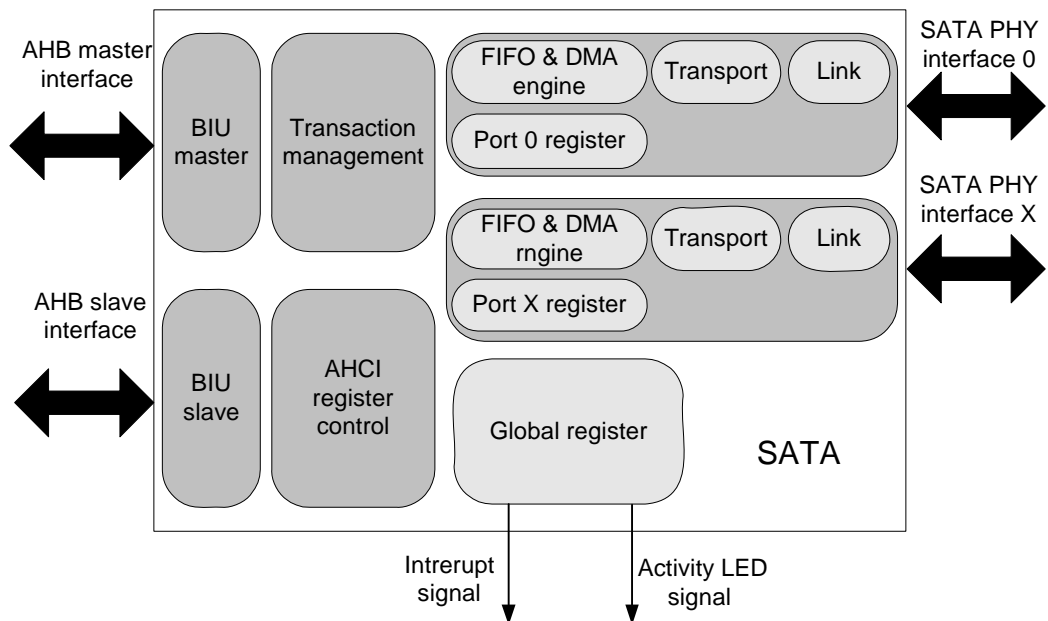 AHB master
interface
BIU
master
Transaction
management
FIFO & DMA
engine
Transport
Link
Port 0 register
SATA PHY
interface 0
FIFO & DMA
rngine
Transport
Link
Port X register
SATA PHY
interface X
AHB slave
interface
BIU
slave
AHCI
register
control
Global register
SATA
Intrerupt
signal
Activity LED
signal